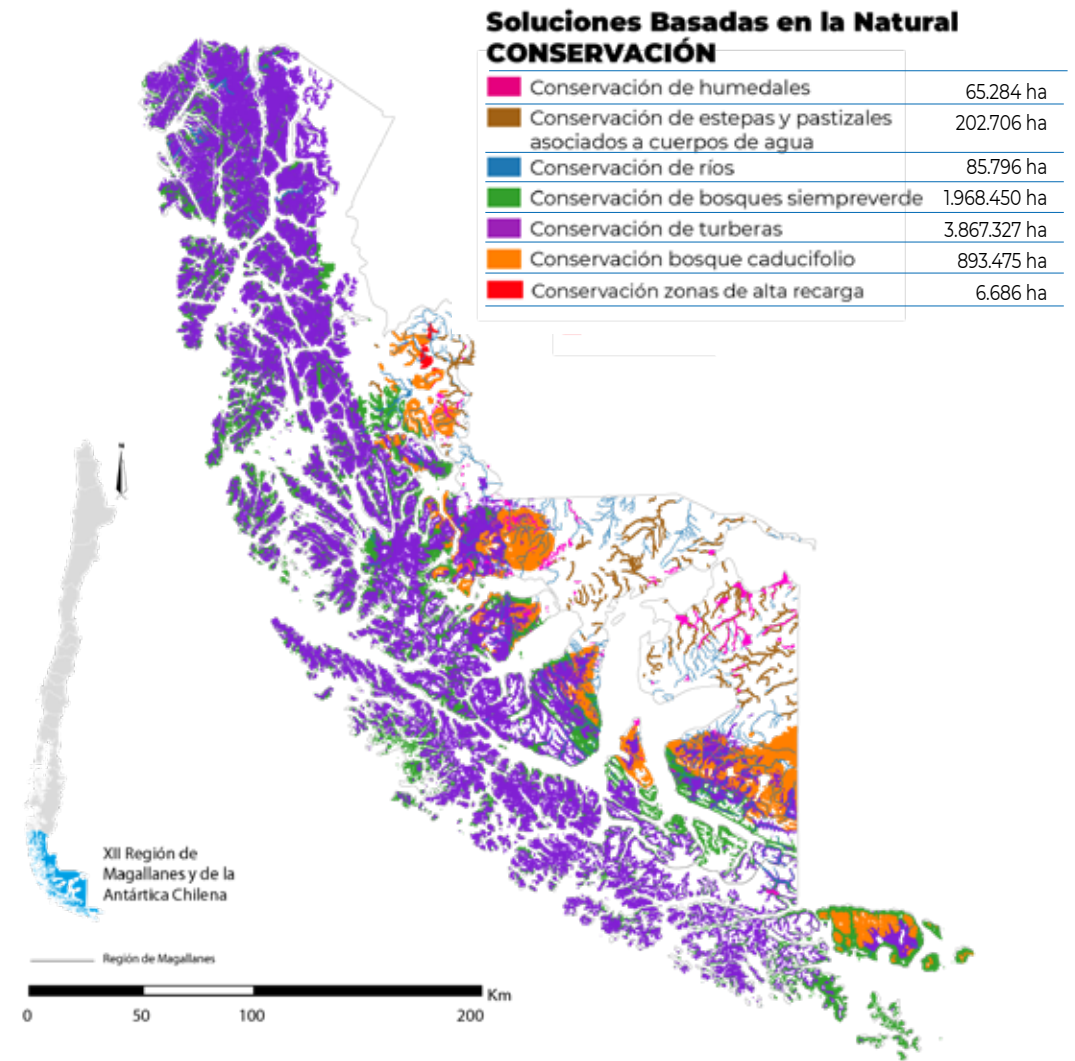 Soluciones Basadas en la Natural
CONSERVACIÓN
Conservación de humedales 65.284 ha
Conservación de estepas y pastizales
asociados a cuerpos de agua 202.706 ha
Conservación de ríos 85.796 ha
Conservación de bosques siempreverde 1.968.450 ha
Conservación de turberas 3.867.327 ha
Conservación bosque caducifolio 893.475 ha
Conservación zonas de alta recarga 6.686 ha
N
XII Región de
Magallanes y de la
Antártica Chilena
Región de Magallanes
Km
0 50 100 200